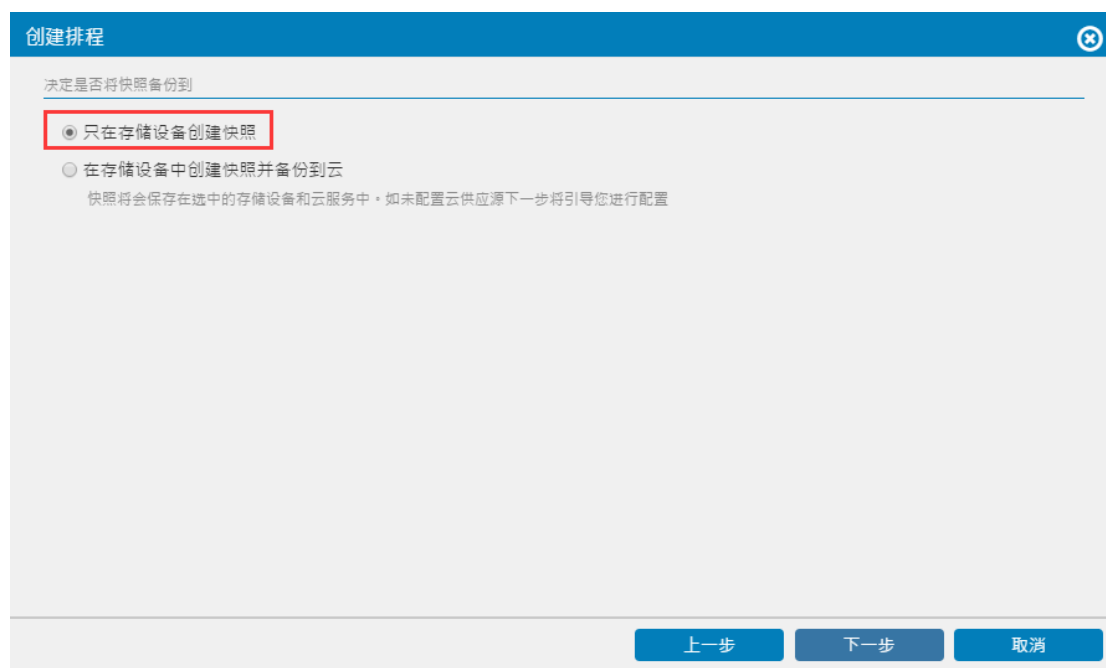 创建排程
决定是否将快照备份到
只在存储设备创建快照
在存储设备中创建快照并备份到云
快照将会保存在选中的存储设备和云服务中。如未配置云供应源下一步将引导您进行配置
上一步
下一步
取消